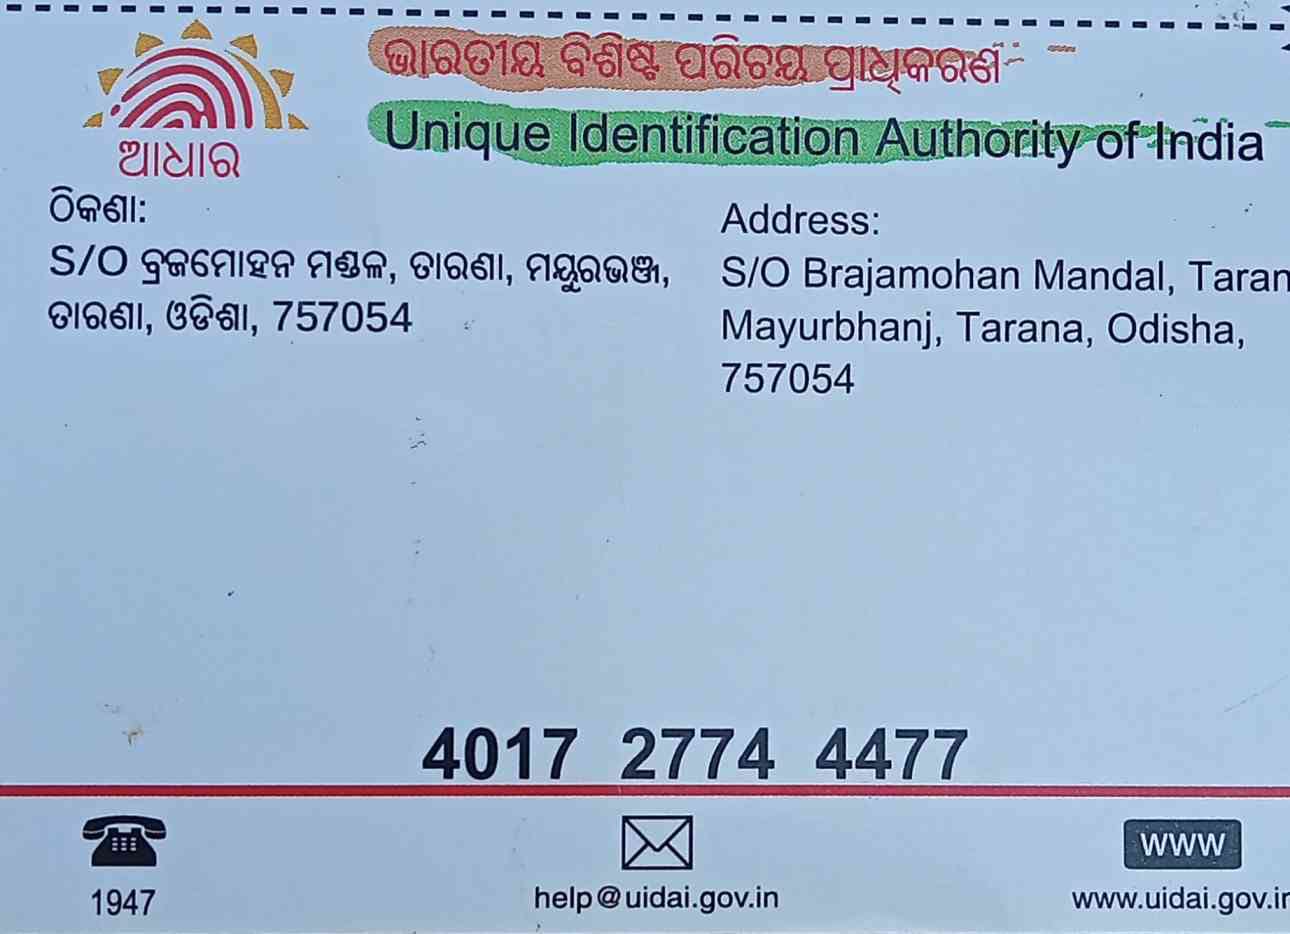 ଭାରତୀୟ ବିଶିଷ୍ଟ ପରିଚୟ ପ୍ରାଧିକରଣ
Unique Identification Authority of India
ଆଧାର
ଠିକଣା:
S/O ବ୍ରଜମୋହନ ମଣ୍ଡଳ, ତାରଣା, ମୟୁରଭଞ୍ଜ,
ତାରଣା, ଓଡିଶା, 757054
Address:
S/O Brajamohan Mandal, Taran
Mayurbhanj, Tarana, Odisha,
757054
4017 2774 4477
1947
help@uidai.gov.in
www
www.uidai.gov.in